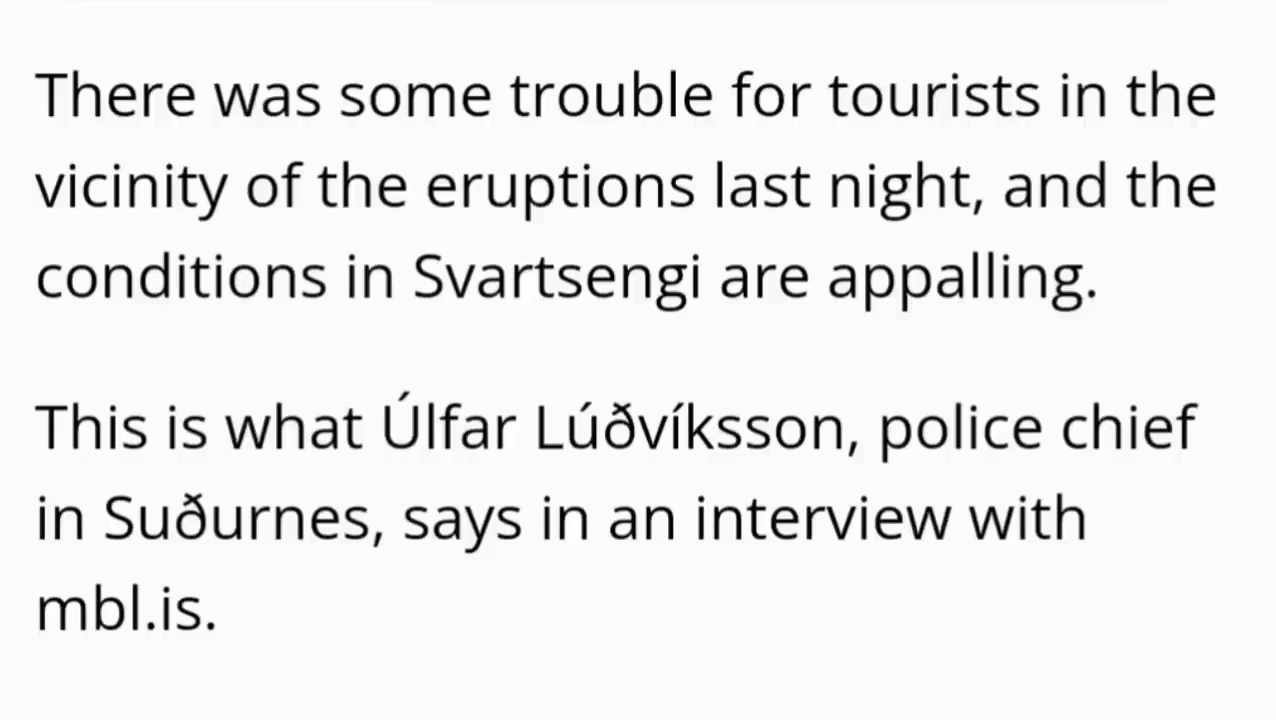 There was some trouble for tourists in the
vicinity of the eruptions last night, and the
conditions in Svartsengi are appalling.
This is what Úlfar Lúðvíksson, police chief
in Suðurnes, says in an interview with
mbl.is.